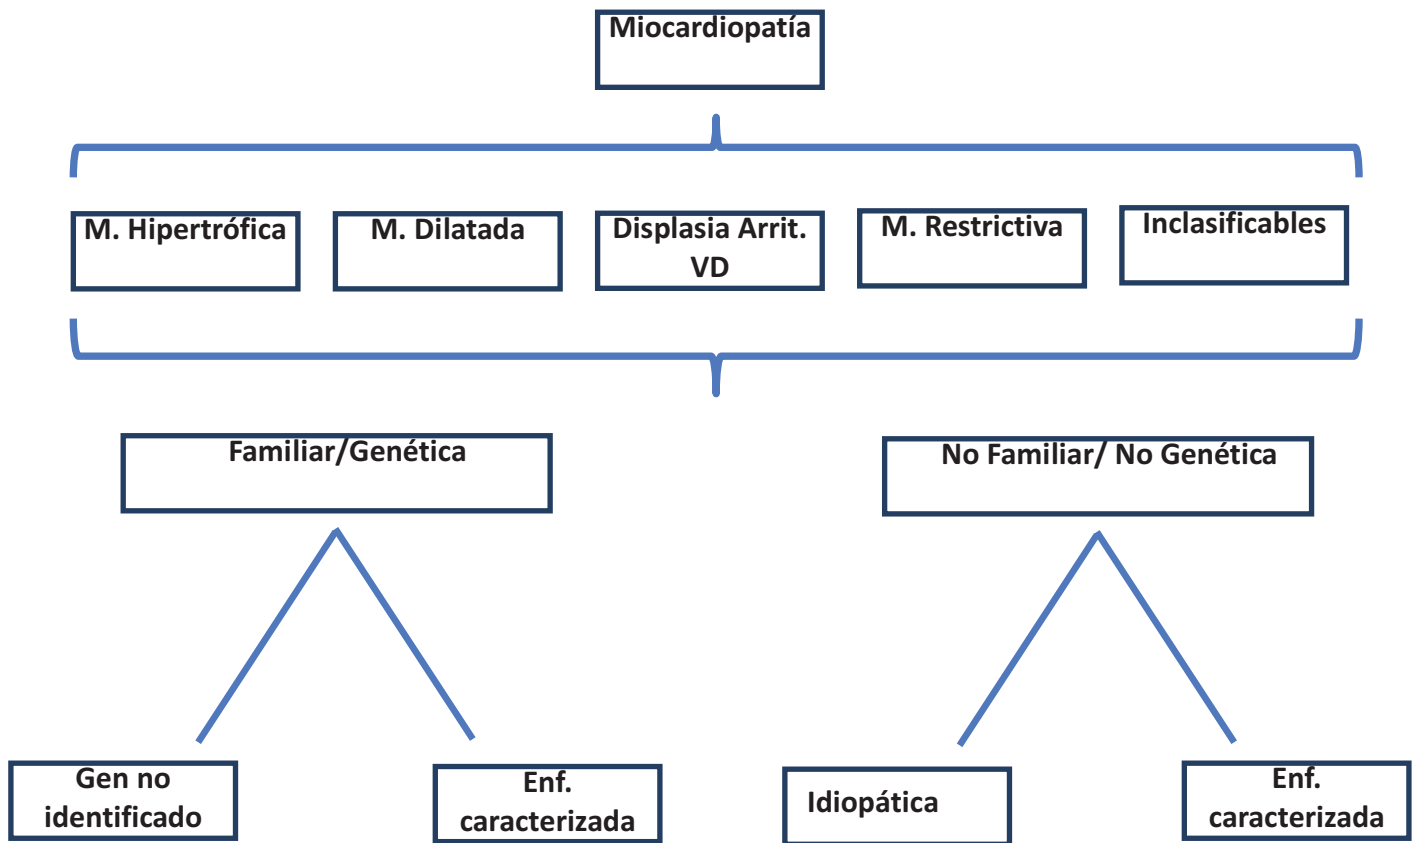 Miocardiopatía
M. Hipertrófica
M. Dilatada
Displasia Arrit.
VD
M. Restrictiva
Inclasificables
Familiar/Genética
No Familiar/ No Genética
Gen no
identificado
Enf.
caracterizada
Idiopática
Enf.
caracterizada